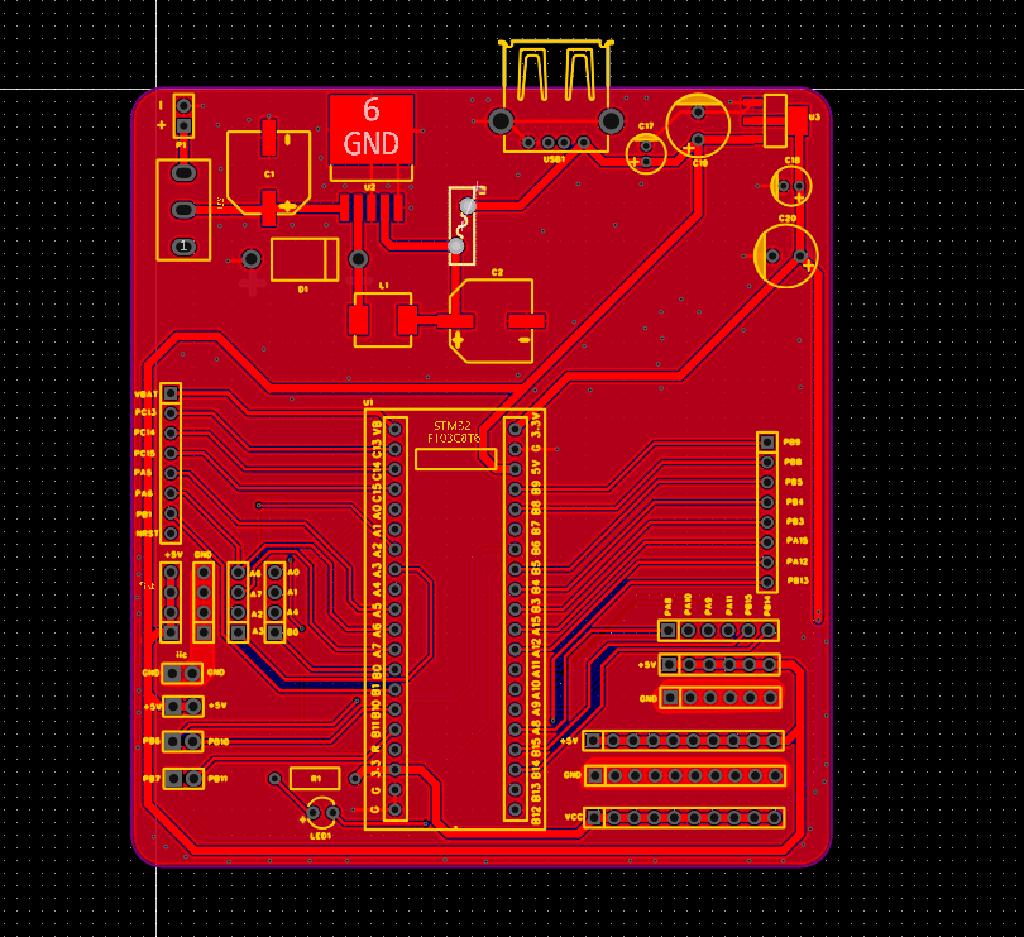 6
GND
+
P1
C1
U2
USB1
C17
+
C16
U3
C18
+
C20
+
1
D1
L1
C2
+
U1
STM32
F103C8T6
VBAT
PC13
PC14
PC15
PA5
PA6
PB1
NRST
VB
C13
C14
C15
A0
A1
A2
A3
A4
A5
A6
A7
B0
B1
B10
B11
R
3-3
G
G
3-3V
G
5V
B9
B8
B7
B6
B5
B4
B3
A15
A12
A11
A10
A9
A8
B15
B14
B13
B12
PB9
PB8
PB5
PB4
PB3
PA15
PA12
PB13
+5V
GND
A6
A7
A2
A3
A0
A1
A4
B0
iic
GND
GND
+5V
+5V
PB6
PB10
PB7
PB11
R1
+
LED1
PA8
PA10
PA9
PA11
PB15
PB14
+5V
GND
+5V
GND
VCC